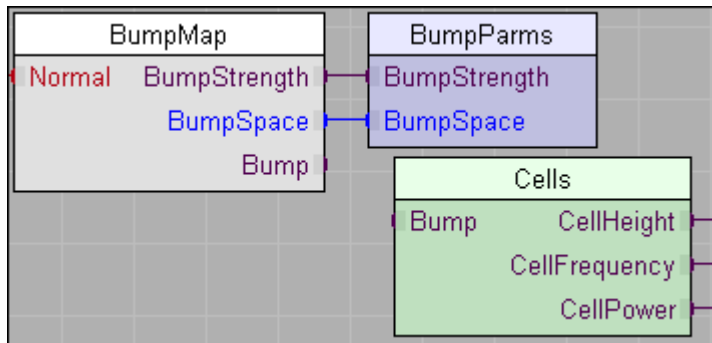 BumpMap
BumpParms
Normal BumpStrength
BumpStrength
BumpSpace
BumpSpace
Bump
Cells
Bump CellHeight
CellFrequency
CellPower